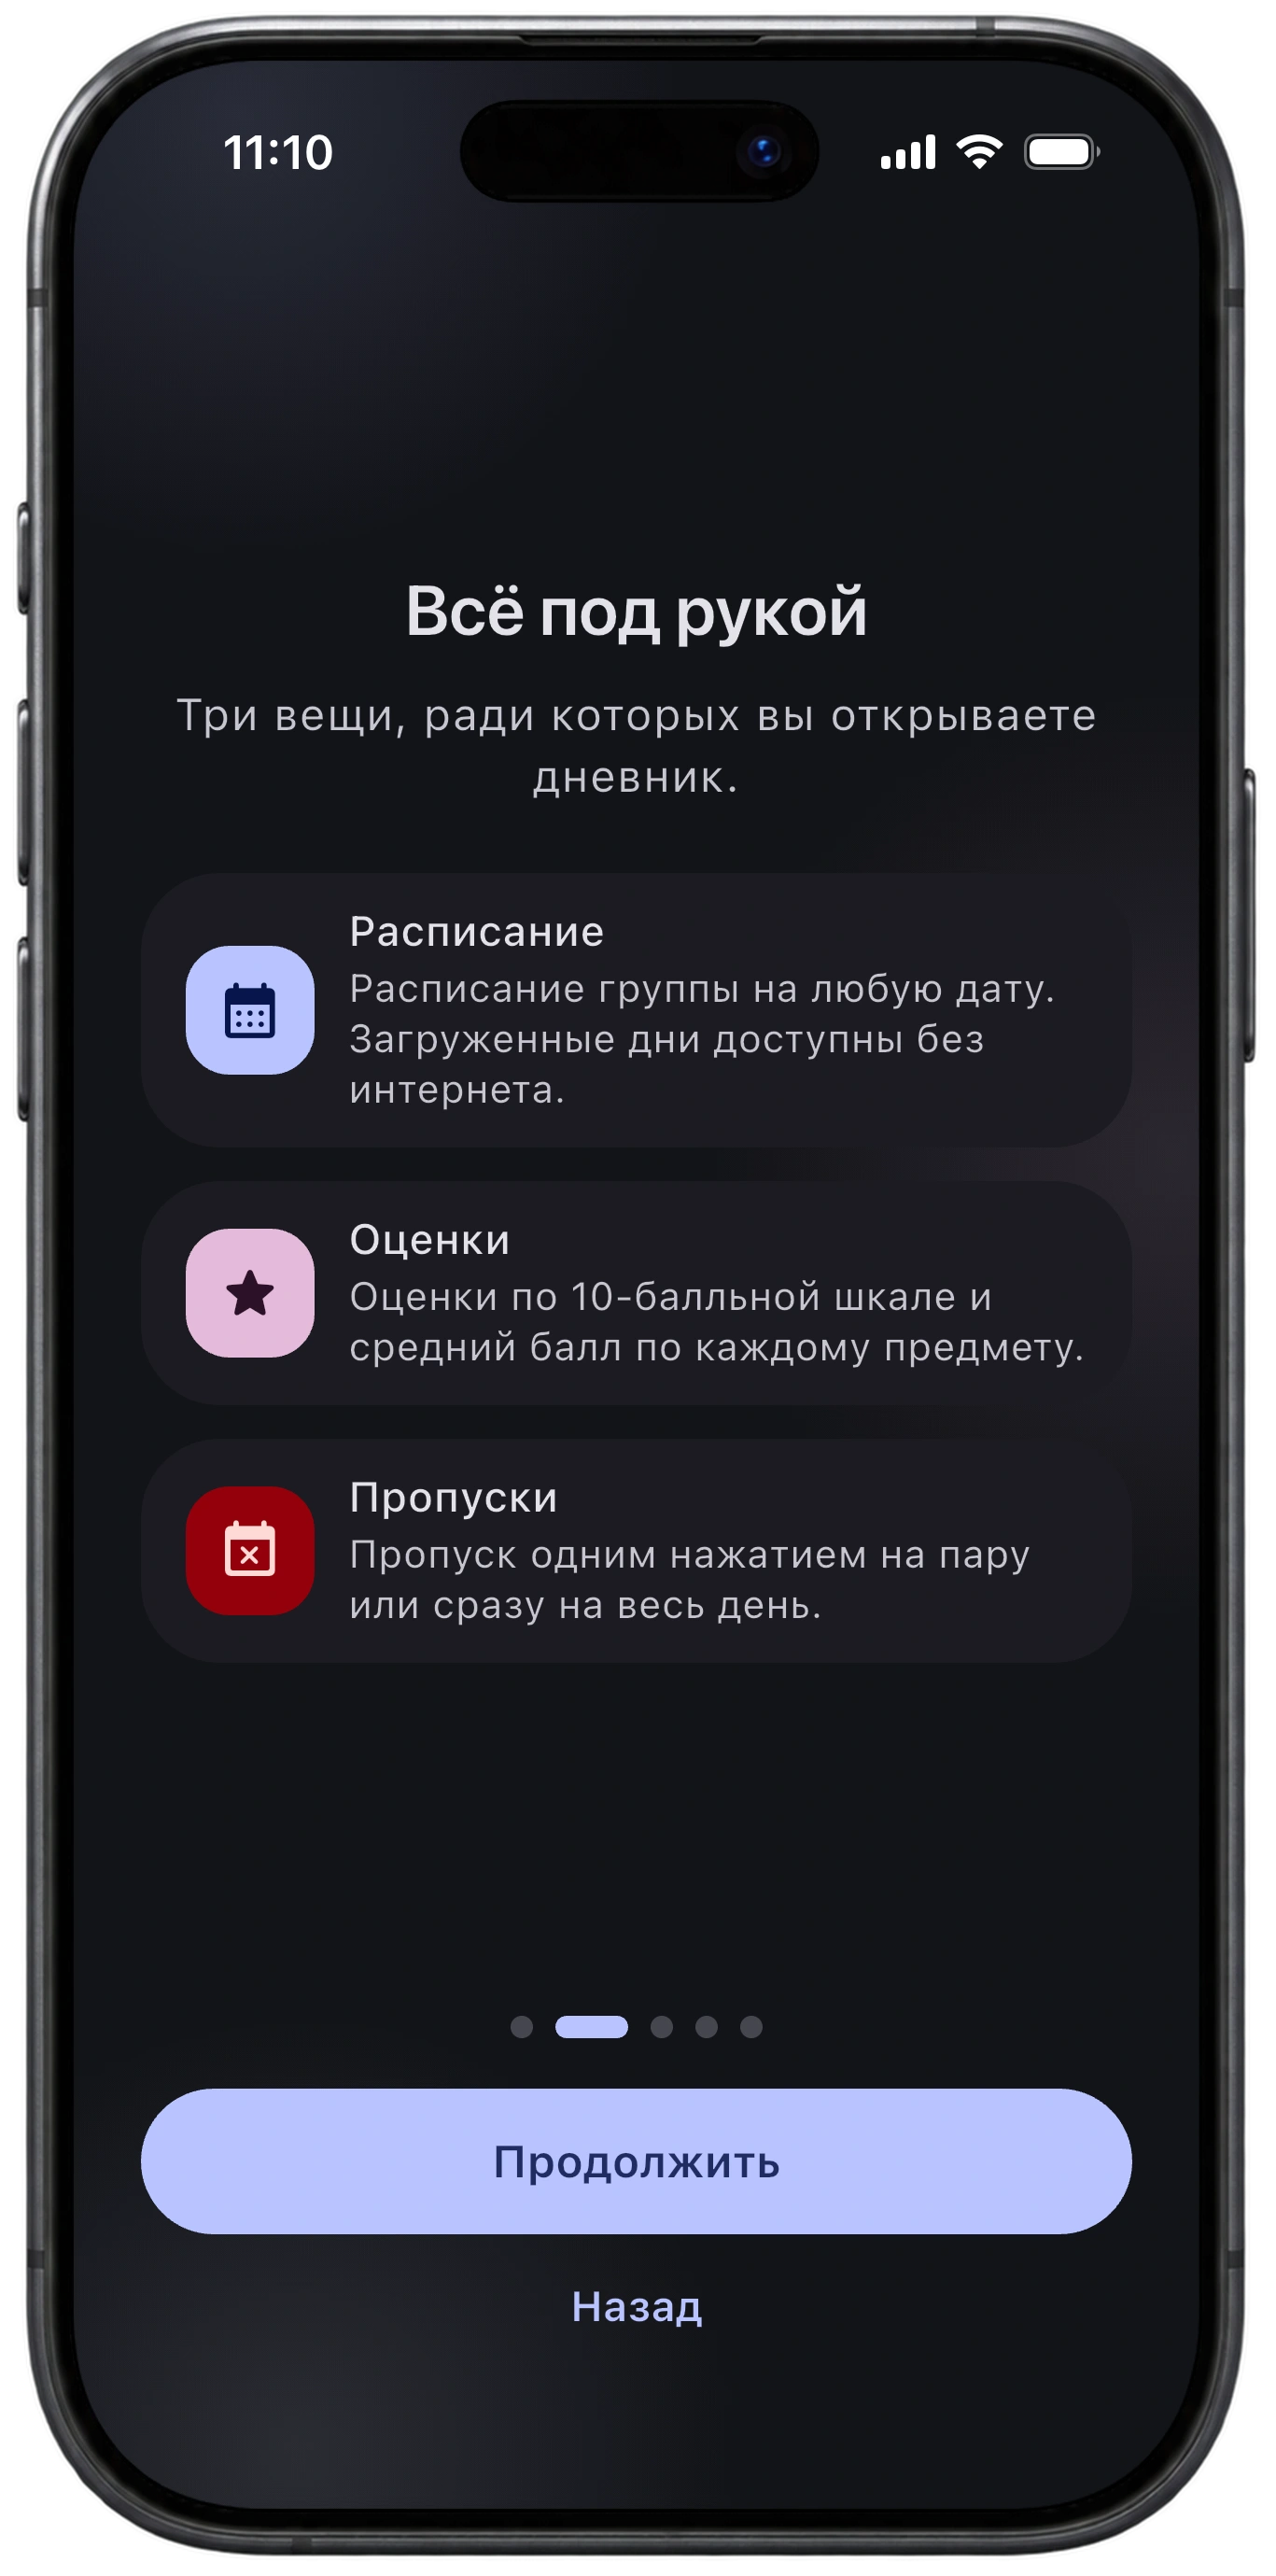 11:10
Всё под рукой
Три вещи, ради которых вы открываете
дневник.
Расписание
Расписание группы на любую дату.
Загруженные дни доступны без
интернета.
Оценки
Оценки по 10-балльной шкале и
средний балл по каждому предмету.
Пропуски
Пропуск одним нажатием на пару
или сразу на весь день.
Продолжить
Назад